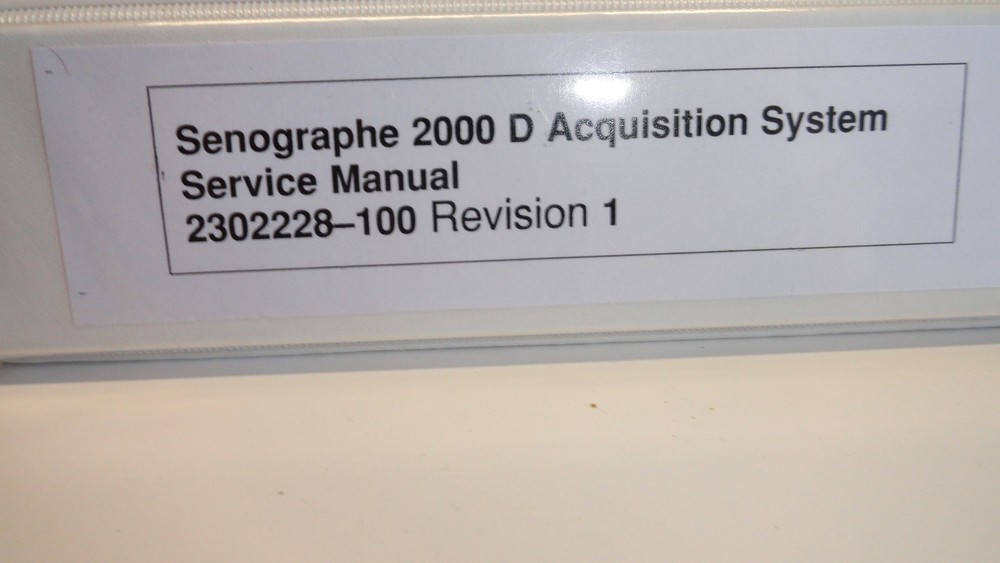 Senographe 2000 D Acquisition System
Service Manual
2302228–100 Revision 1